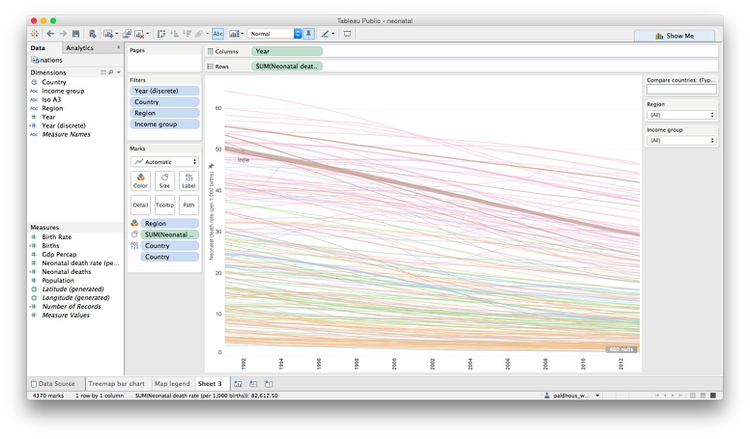 Tableau Public - neonatal
Abc
Normal
Show Me
Data
Analytics
nations
Dimensions
Country
Abc Income group
Abc Iso A3
Abc Region
Year
Year (discrete)
Abc Measure Names
Measures
Birth Rate
Births
Gdp Percap
Neonatal death rate (pe...
Neonatal deaths
Population
Latitude (generated)
Longitude (generated)
Number of Records
Measure Values
Pages
Filters
Year (discrete)
Country
Region
Income group
Marks
Automatic
Color
Size
Label
Detail
Tooltip
Path
Region
SUM(Neonatal ..
Country
Country
Columns
Year
Rows
SUM(Neonatal deat..
Neonatal death rate (per 1,000 births)
60
50
40
30
20
10
0
India
1992
1994
1996
1998
2000
2002
2004
2006
2008
2010
2012
460 nulls
Compare countries: (Typ...
Region
(All)
Income group
(All)
Data Source
Treemap bar chart
Map legend
Sheet 3
4370 marks
1 row by 1 column
SUM(Neonatal death rate (per 1,000 births)): 82,612.50
paldhous_w...